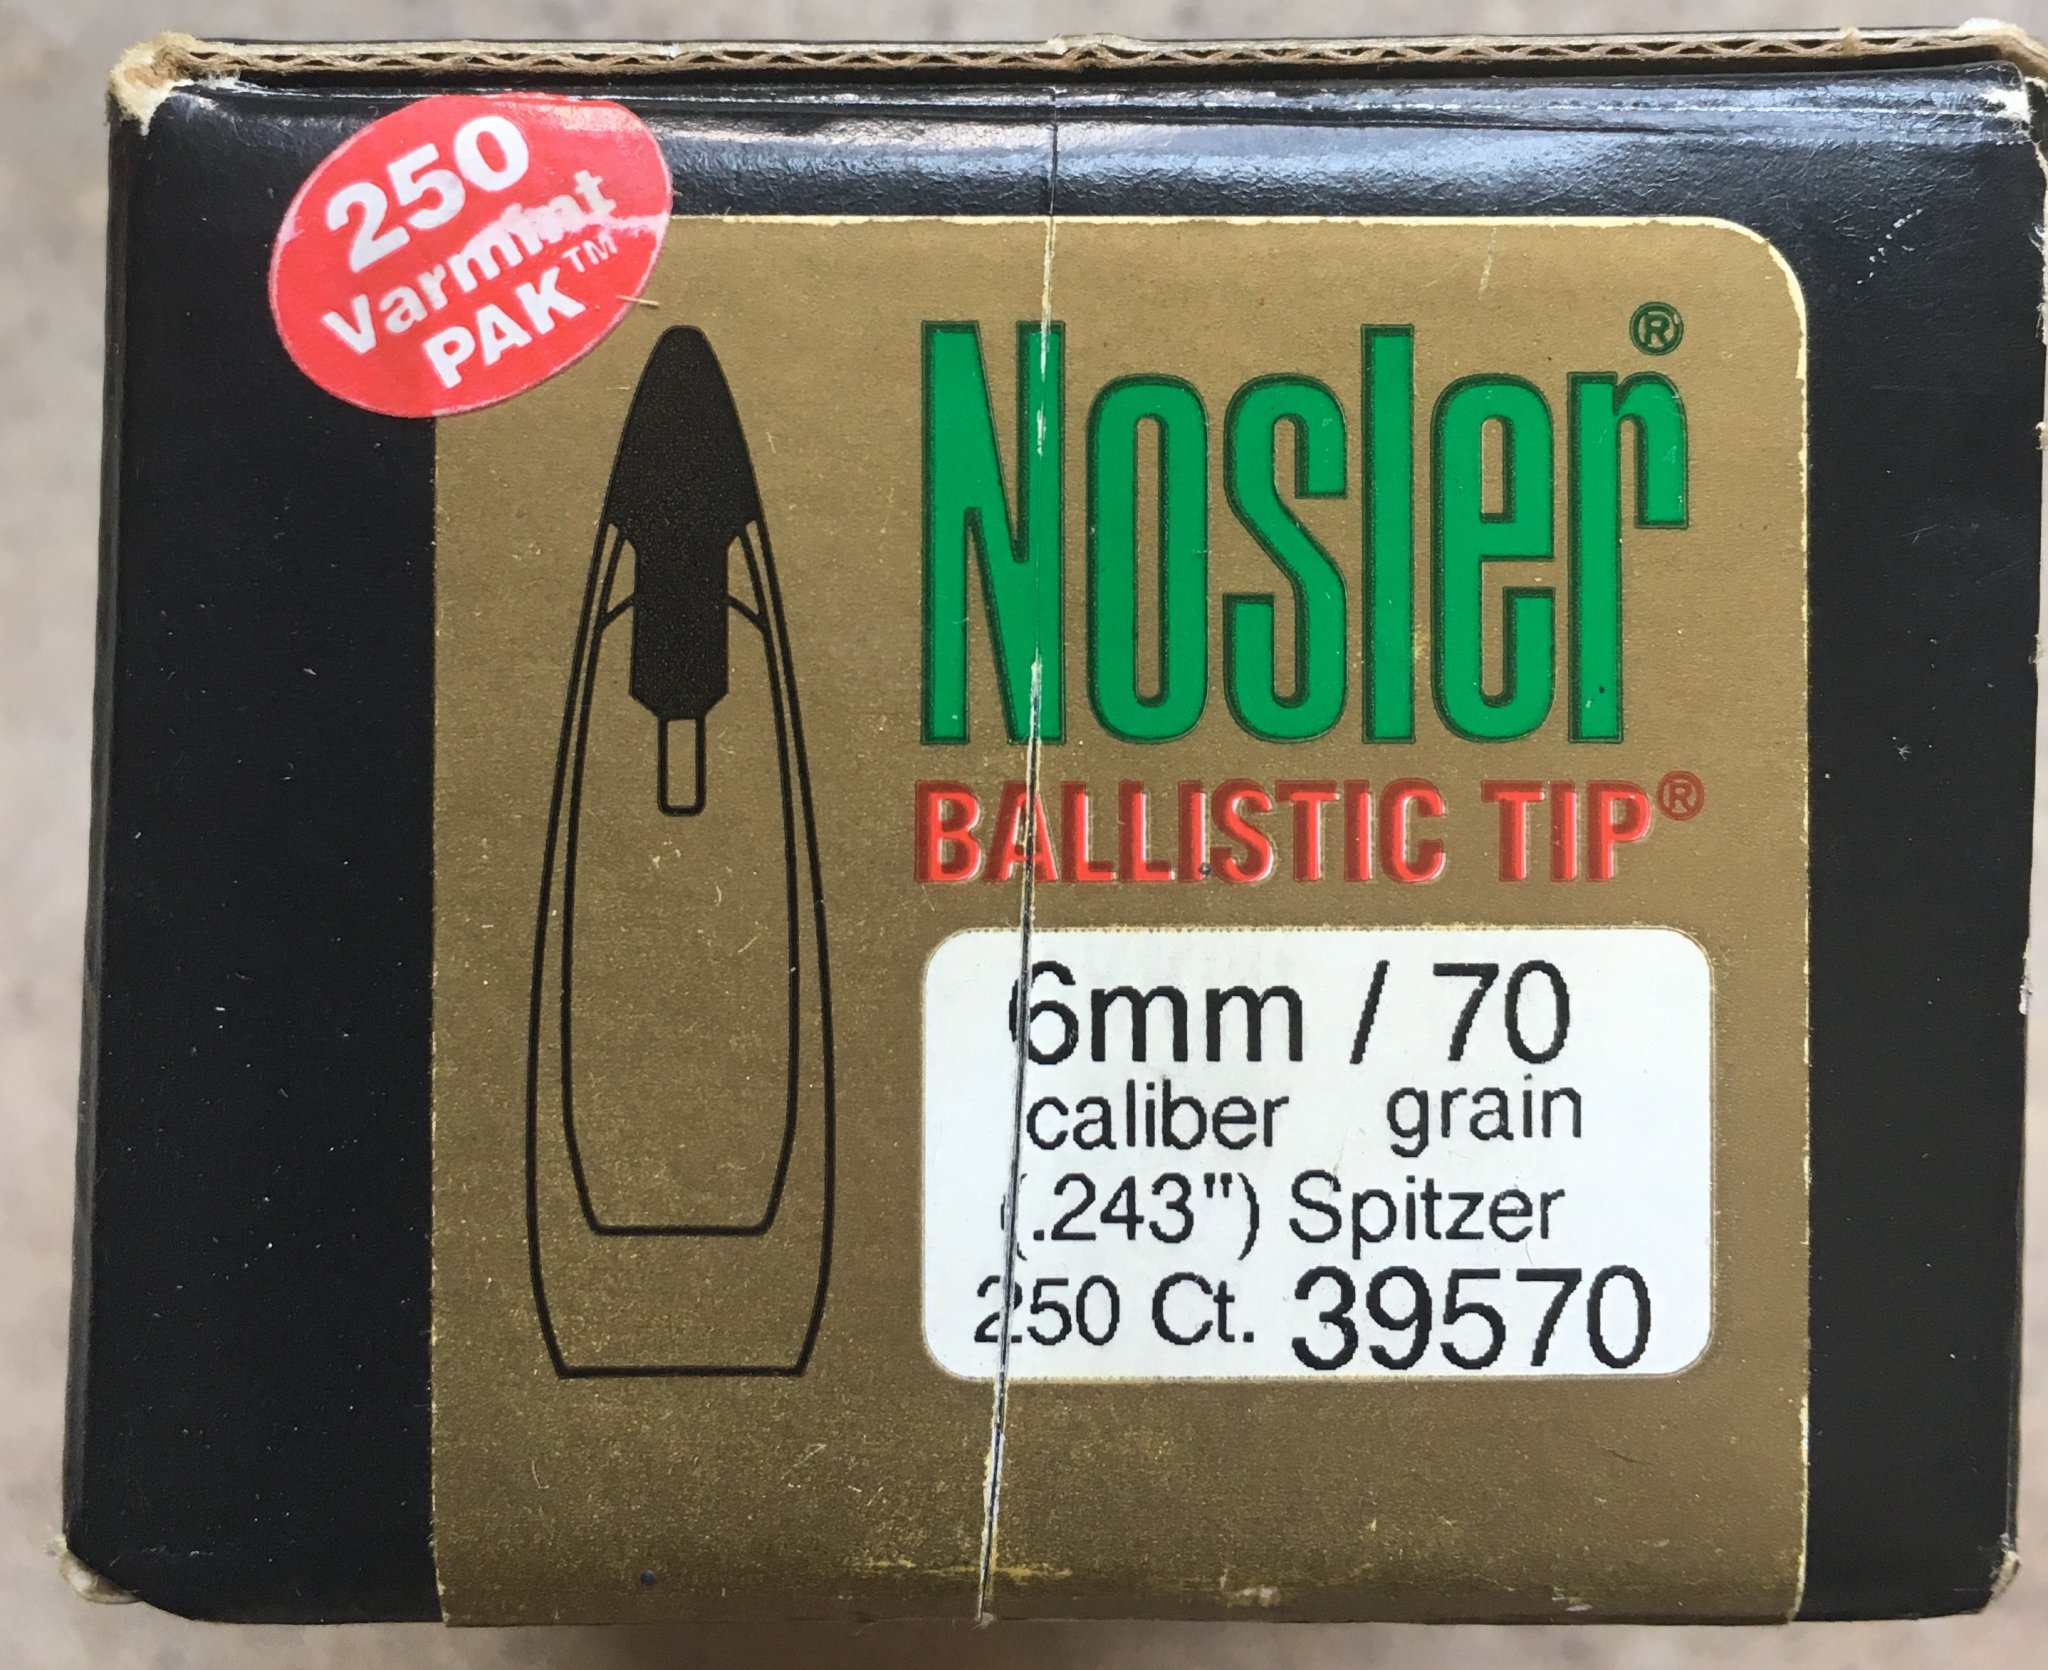 250
Varmint
PAK™
Nosler®
BALLISTIC TIP®
6mm / 70
caliber grain
(.243") Spitzer
250 Ct. 39570